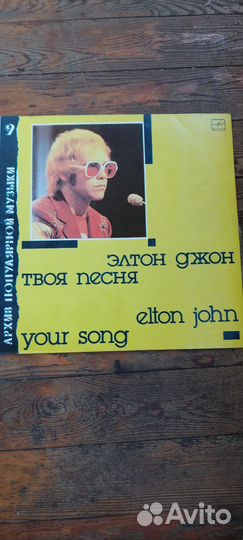 9
АРХИВ ПОПУЛЯРНОЙ МУЗЫКИ
элтон джон
твоя песня
elton john
your song
Avito